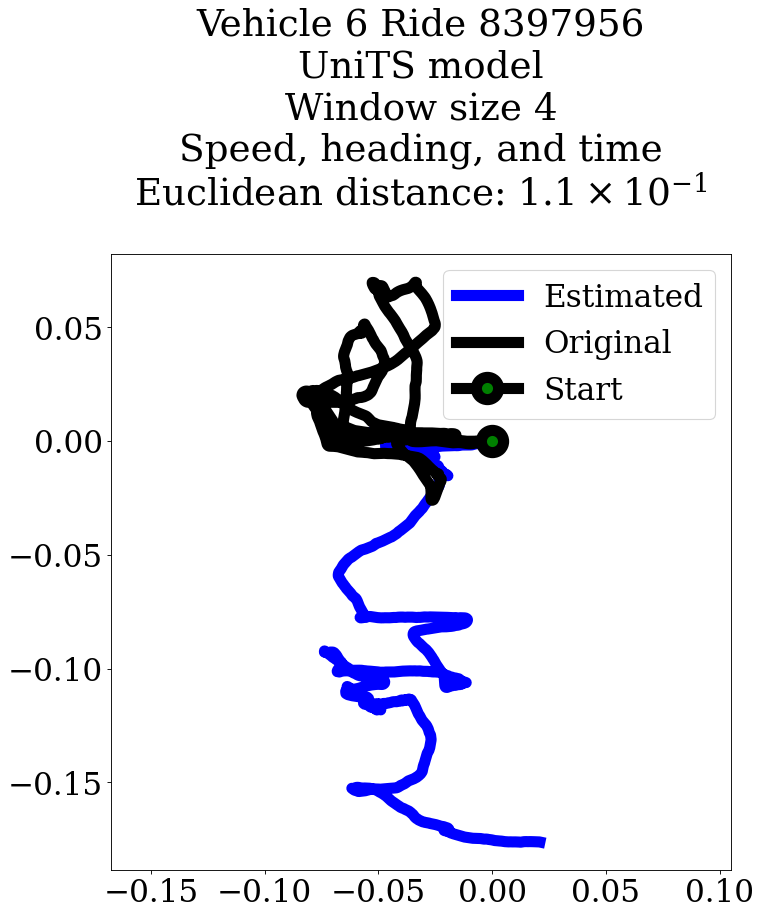 Vehicle 6 Ride 8397956
UniTS model
Window size 4
Speed, heading, and time
Euclidean distance: $1.1 \times 10^{-1}$
Estimated
Original
Start
0.05
0.00
−0.05
−0.10
−0.15
−0.15 −0.10 −0.05 0.00 0.05 0.10